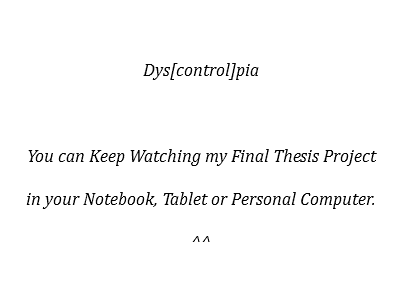 Dys[control]pia
You can Keep Watching my Final Thesis Project
in your Notebook, Tablet or Personal Computer.
^^